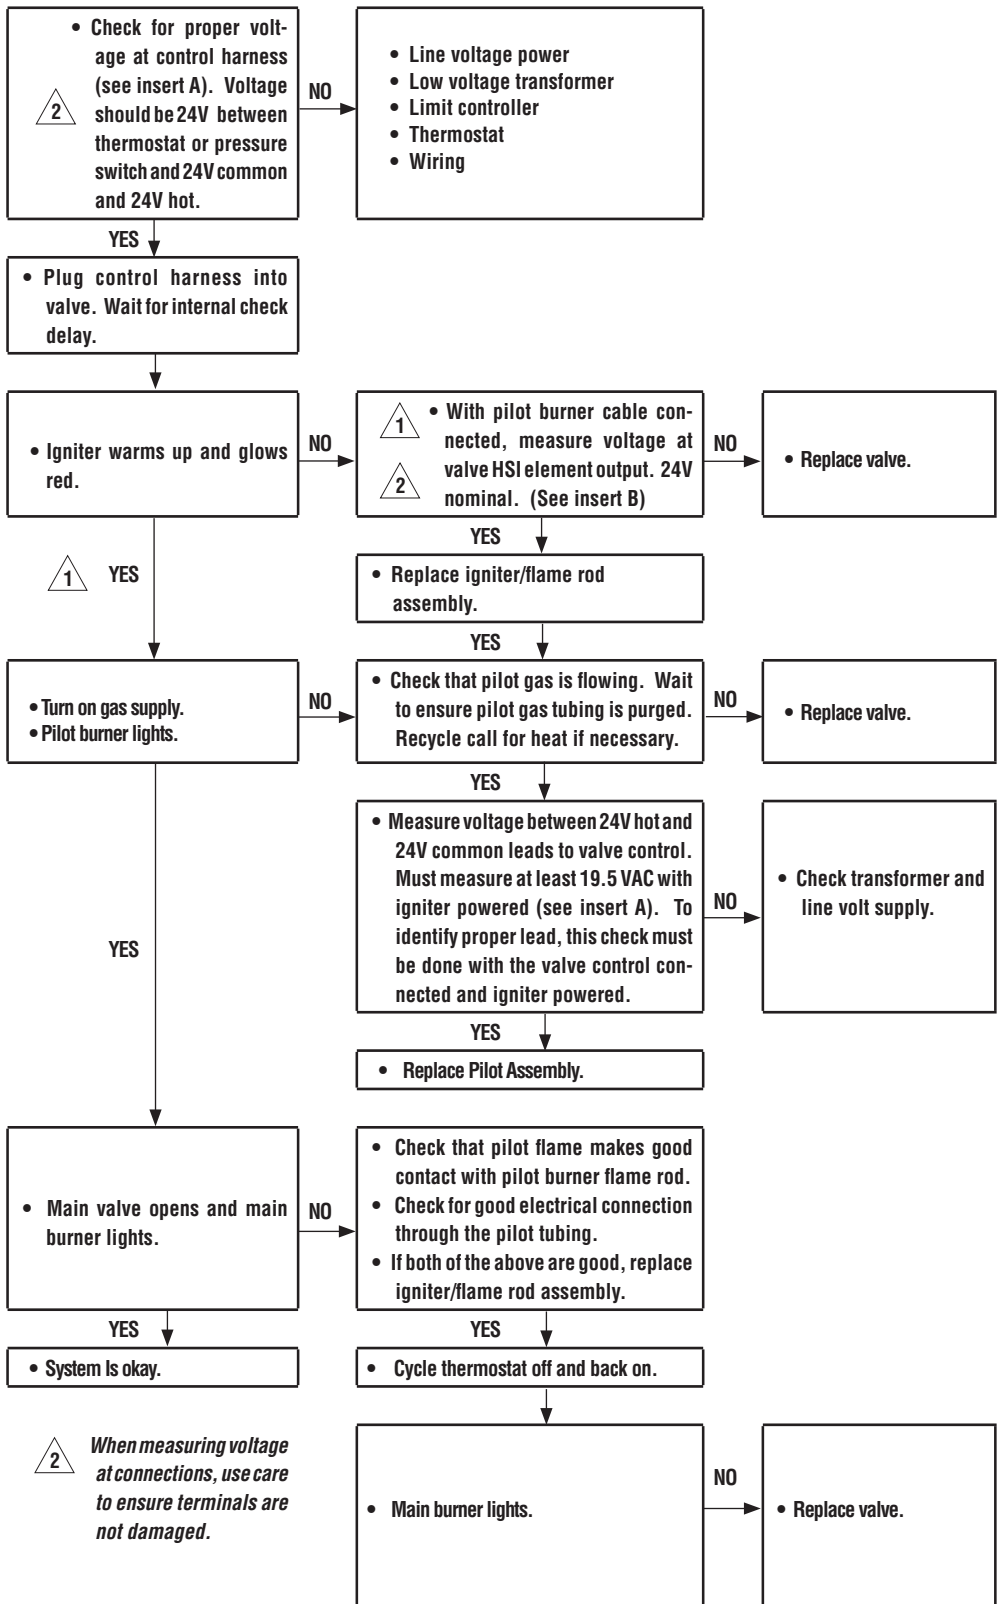 • Check for proper volt-
age at control harness
(see insert A). Voltage
should be 24V between
thermostat or pressure
switch and 24V common
and 24V hot.
2
NO
• Line voltage power
• Low voltage transformer
• Limit controller
• Thermostat
• Wiring
YES
• Plug control harness into
valve. Wait for internal check
delay.
• Igniter warms up and glows
red.
NO
1
2
• With pilot burner cable con-
nected, measure voltage at
valve HSI element output. 24V
nominal. (See insert B)
NO
• Replace valve.
YES
• Replace igniter/flame rod
assembly.
1
YES
YES
• Turn on gas supply.
• Pilot burner lights.
NO
• Check that pilot gas is flowing. Wait
to ensure pilot gas tubing is purged.
Recycle call for heat if necessary.
NO
• Replace valve.
YES
• Measure voltage between 24V hot and
24V common leads to valve control.
Must measure at least 19.5 VAC with
igniter powered (see insert A). To
identify proper lead, this check must
be done with the valve control con-
nected and igniter powered.
NO
• Check transformer and
line volt supply.
YES
YES
• Replace Pilot Assembly.
• Main valve opens and main
burner lights.
NO
• Check that pilot flame makes good
contact with pilot burner flame rod.
• Check for good electrical connection
through the pilot tubing.
• If both of the above are good, replace
igniter/flame rod assembly.
YES
YES
• System Is okay.
• Cycle thermostat off and back on.
2
When measuring voltage
at connections, use care
to ensure terminals are
not damaged.
• Main burner lights.
NO
• Replace valve.